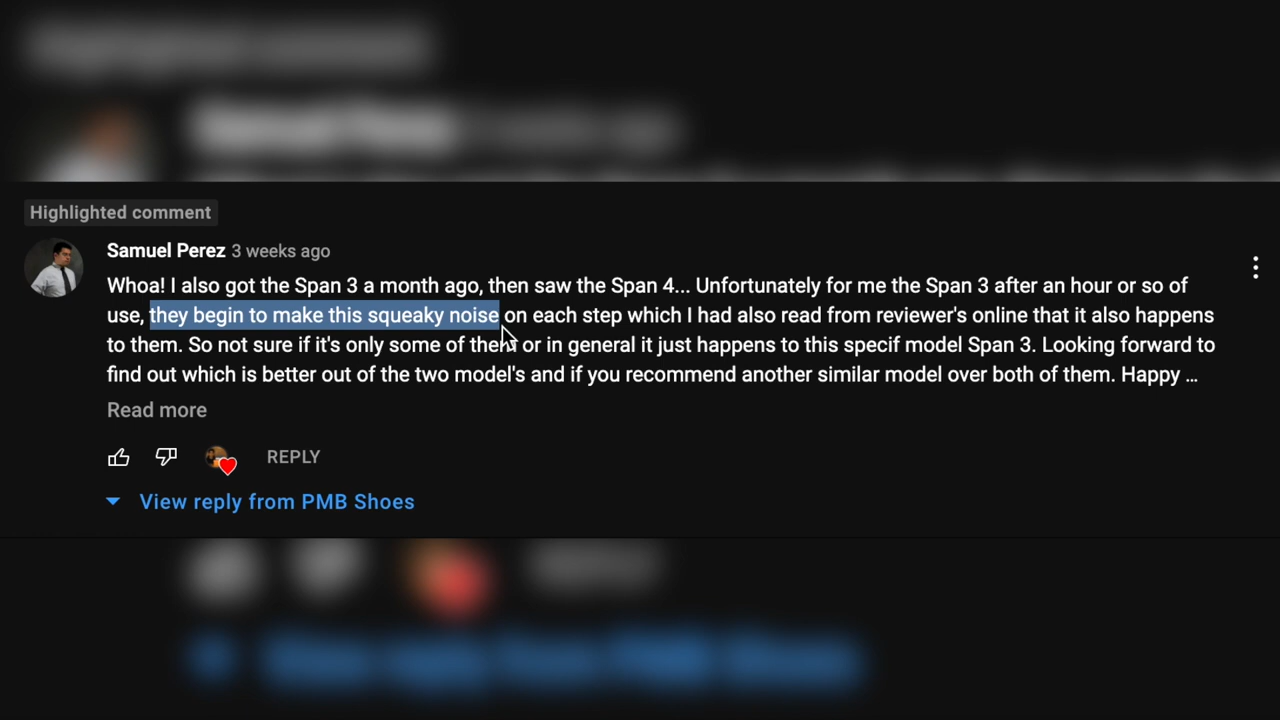 Highlighted comment
Samuel Perez 3 weeks ago
Whoa! I also got the Span 3 a month ago, then saw the Span 4... Unfortunately for me the Span 3 after an hour or so of
use, they begin to make this squeaky noise on each step which I had also read from reviewer's online that it also happens
to them. So not sure if it's only some of them or in general it just happens to this specif model Span 3. Looking forward to
find out which is better out of the two model's and if you recommend another similar model over both of them. Happy ...
Read more
REPLY
View reply from PMB Shoes